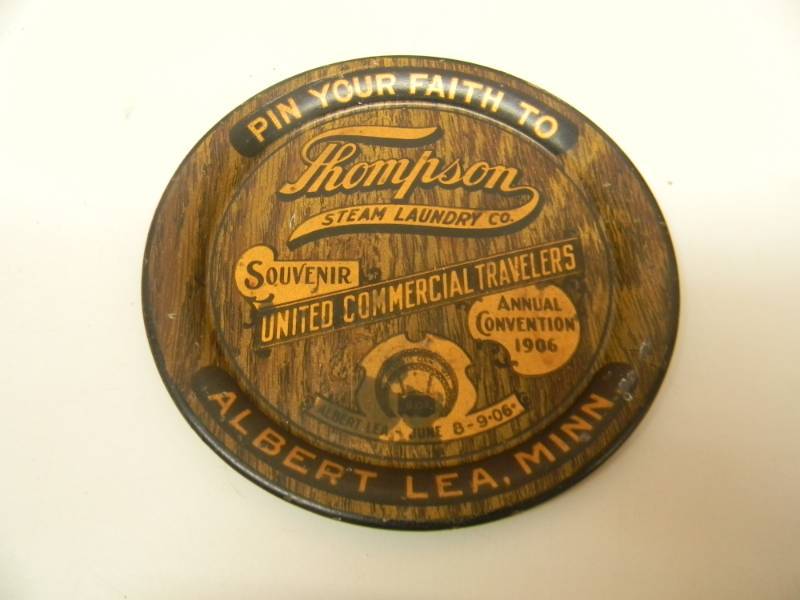 PIN YOUR FAITH TO
Thompson
STEAM LAUNDRY CO.
SOUVENIR
UNITED COMMERCIAL TRAVELERS
ANNUAL
CONVENTION
1906
ALBERT LEA JUNE 8-9-06-
ALBERT LEA, MINN